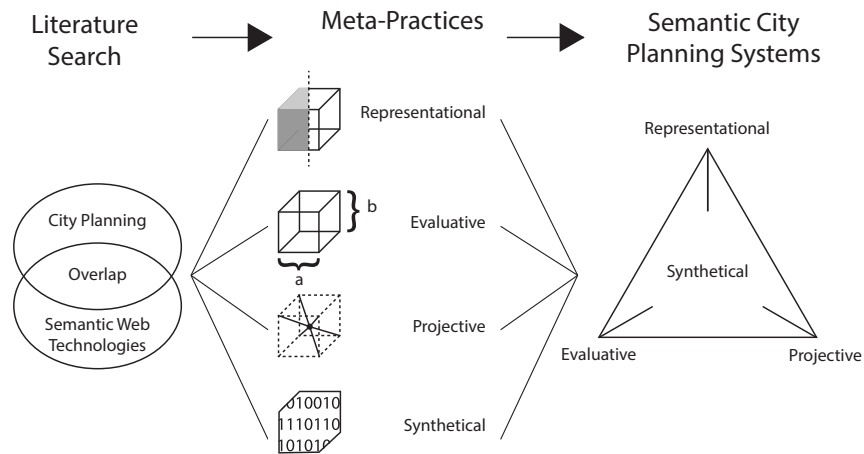 Literature
Search
Meta-Practices
Semantic City
Planning Systems
City Planning
Overlap
Semantic Web
Technologies
Representational
b
Evaluative
a
Projective
010010
1110110
10101
Synthetical
Representational
Synthetical
Evaluative
Projective